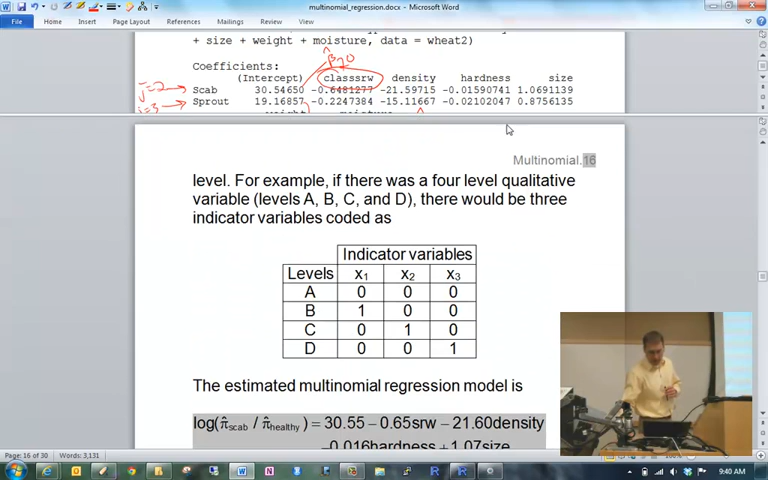 multinomial_regression.docx - Microsoft Word
File Home Insert Page Layout References Mailings Review View
+ size + weight + moisture, data = wheat2)
Coefficients:
(Intercept) classsrw density hardness size
Scab 30.54650 -0.6481277 -21.59715 -0.01590741 1.0691139
Sprout 19.16857 -0.2247384 -15.11667 -0.02102047 0.8756135
j=2
Multinomial.16
level. For example, if there was a four level qualitative
variable (levels A, B, C, and D), there would be three
indicator variables coded as
Indicator variables
Levels x1 x2 x3
A 0 0 0
B 1 0 0
C 0 1 0
D 0 0 1
The estimated multinomial regression model is
log(π̂scab / π̂healthy) = 30.55 − 0.65srw − 21.60density
−0.016hardness + 1.07size
Page: 16 of 30 Words: 3,131
9:40 AM